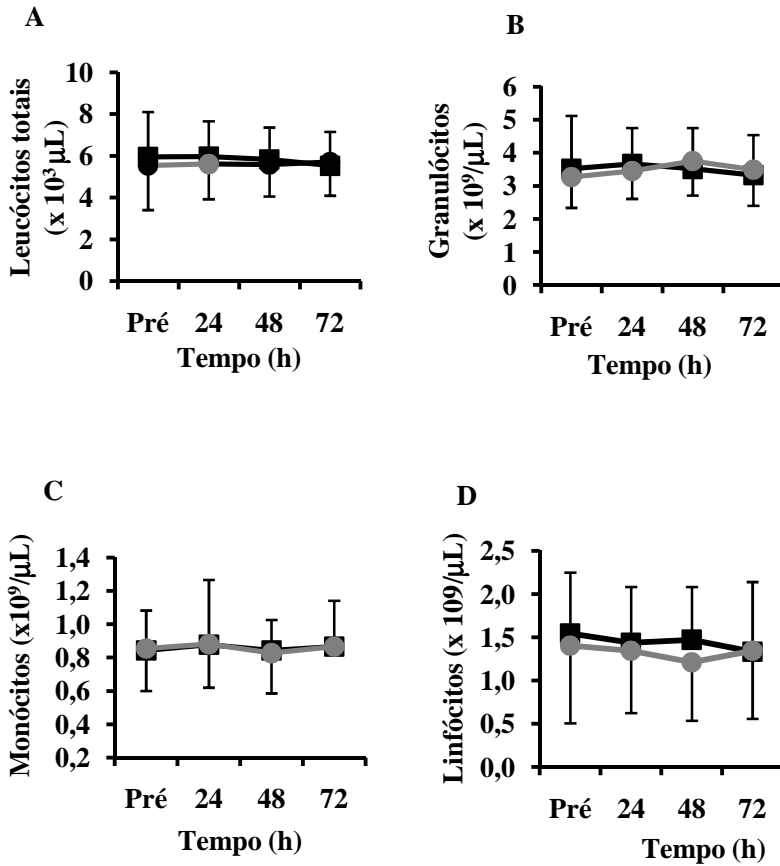 A
Leucócitos totais
(x 10³ µL)
10
8
6
4
2
0
Pré 24 48 72
Tempo (h)
B
Granulócitos
(x 10⁹/µL)
6
5
4
3
2
1
0
Pré 24 48 72
Tempo (h)
C
Monócitos (x10⁹/µL)
1,4
1,2
1,0
0,8
0,6
0,4
0,2
Pré 24 48 72
Tempo (h)
D
Linfócitos (x 109/µL)
2,5
2,0
1,5
1,0
0,5
0,0
Pré 24 48 72
Tempo (h)